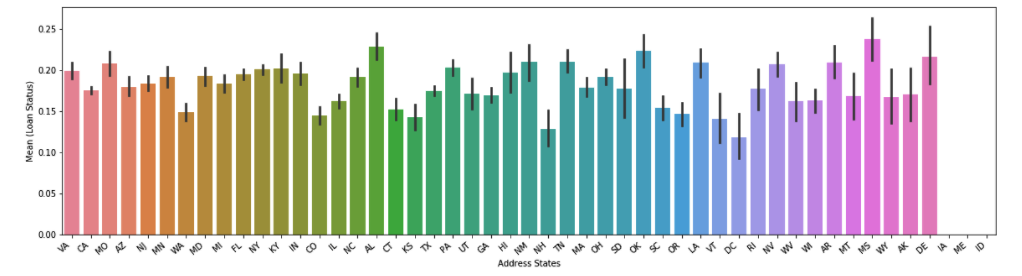 0.25
0.20
0.15
0.10
0.05
0.00
Mean (Loan Status)
VA CA MO AZ NJ MN WA MD MI FL NY KY IN CO IL NC AL CT KS TX PA UT GA HI NM NH TN MA OH SD OK SC OR LA VT DC RI NV WV WI AR MT MS WY AK DE IA ME ID
Address States